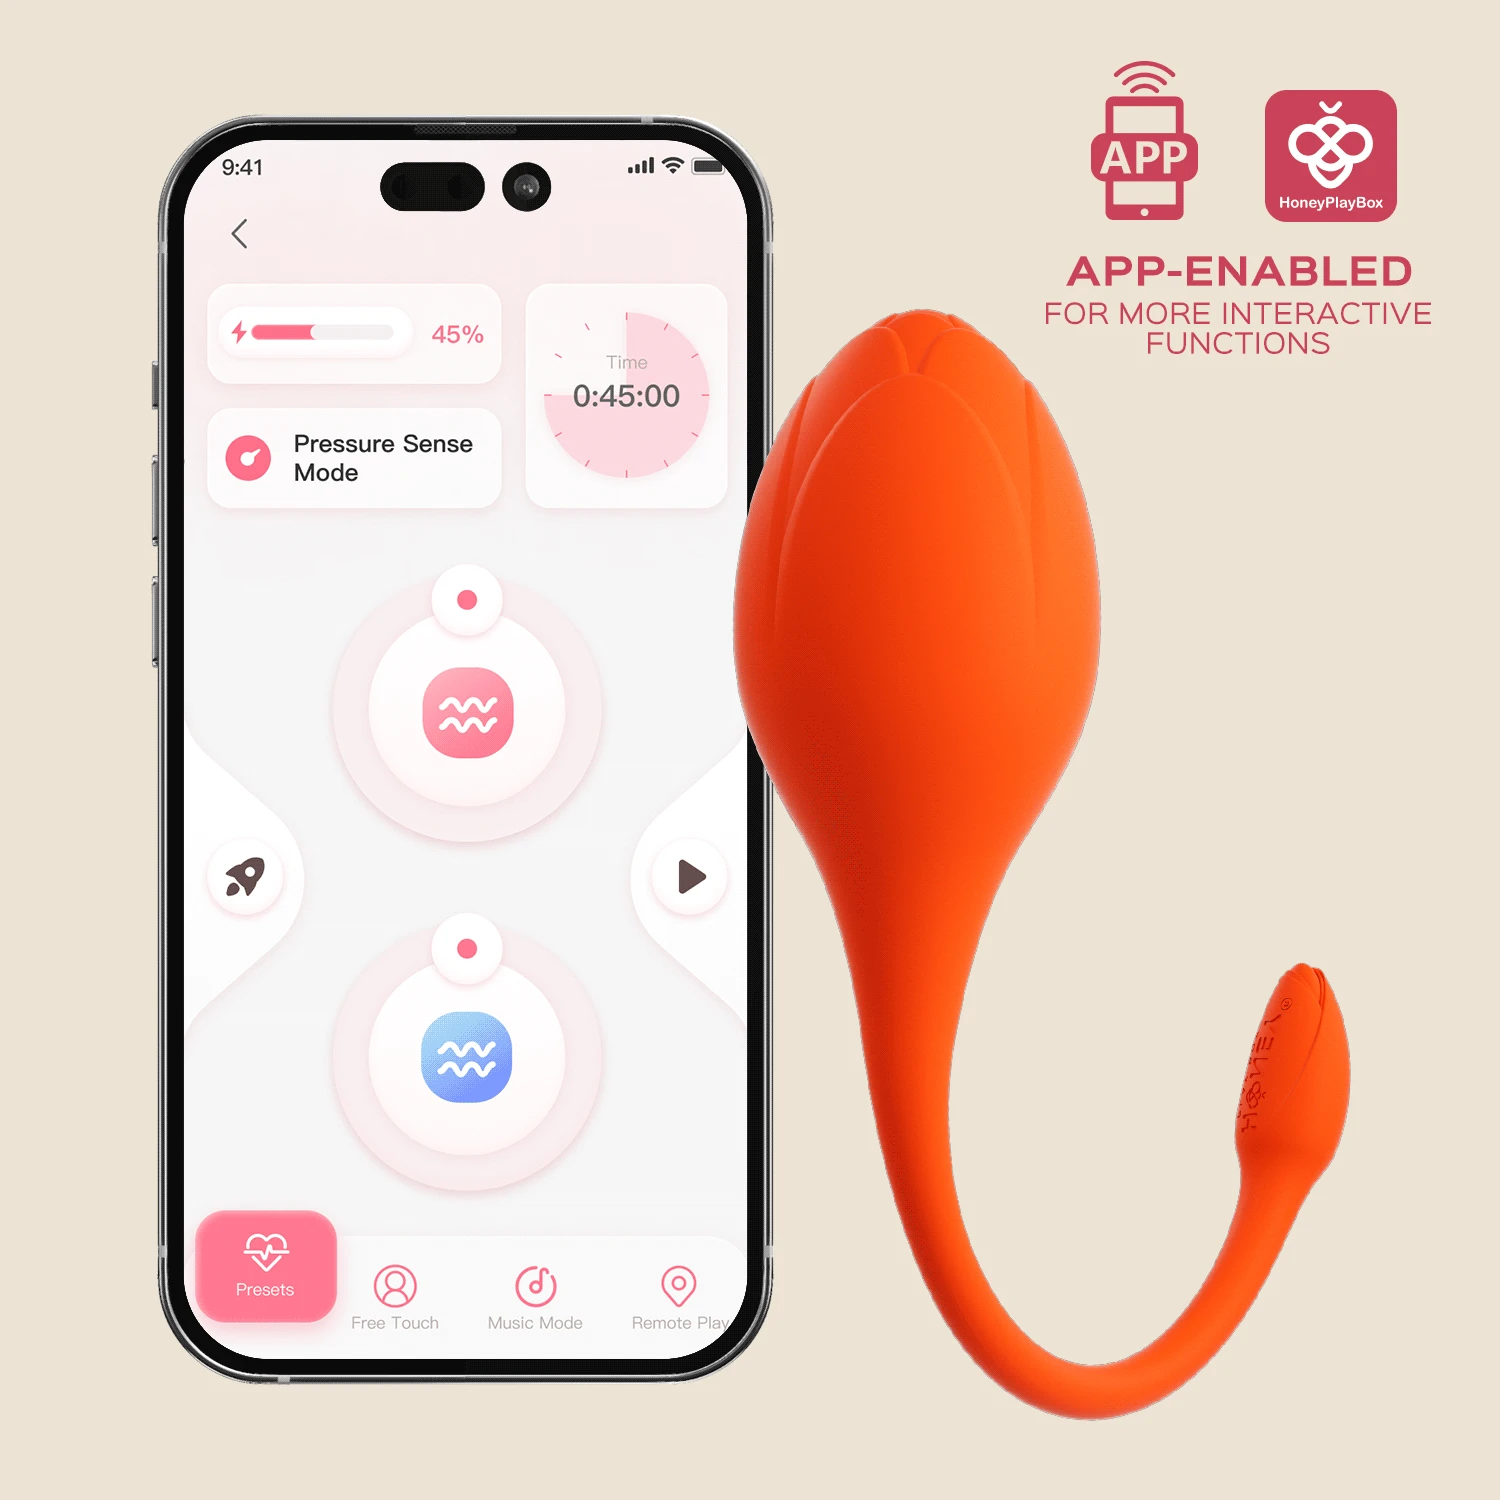 9:41
APP
HoneyPlayBox
APP-ENABLED
FOR MORE INTERACTIVE
FUNCTIONS
45%
Time
0:45:00
Pressure Sense
Mode
HONEY
Presets
Free Touch
Music Mode
Remote Play